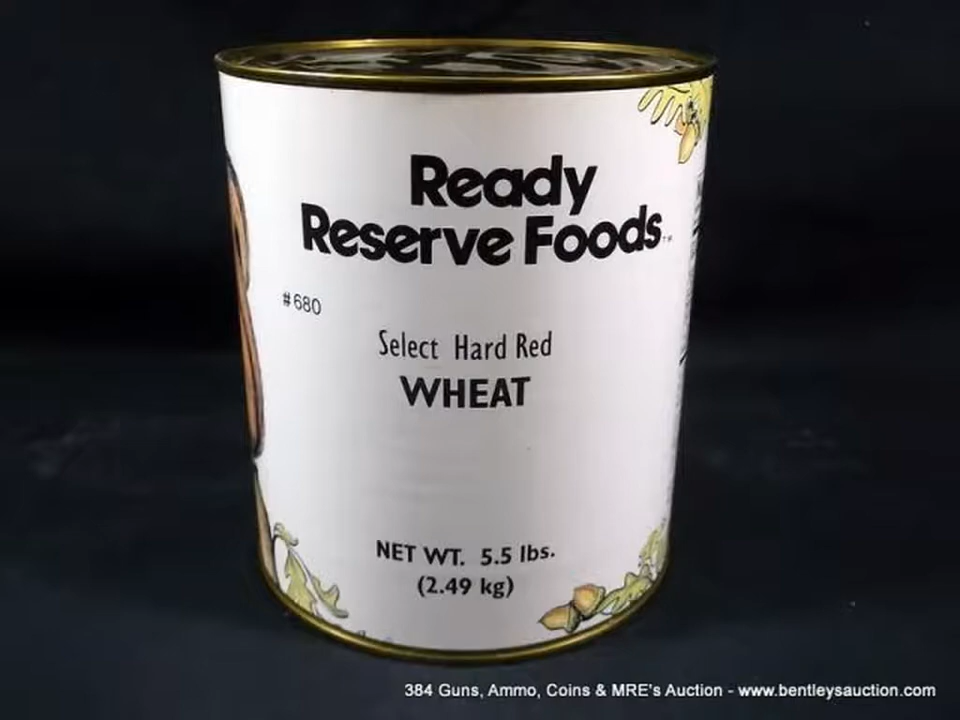 Ready
Reserve Foods™
#680
Select Hard Red
WHEAT
NET WT. 5.5 lbs.
(2.49 kg)
384 Guns, Ammo, Coins & MRE's Auction - www.bentleysauction.com